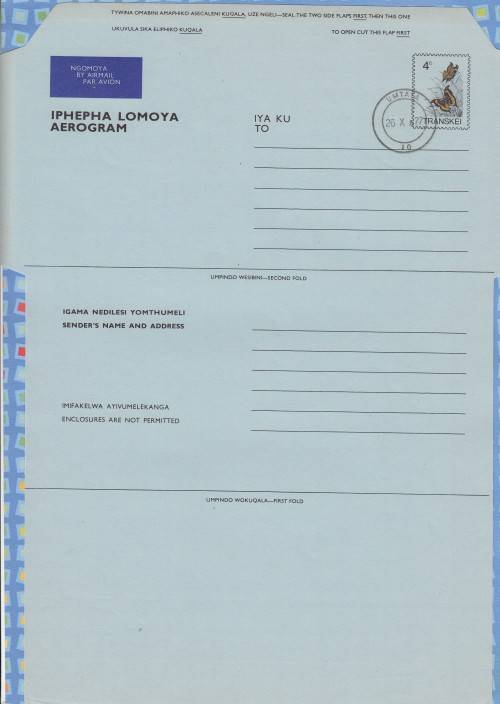 TYWINA OMABINI AMAPHIKO ASECALENI KUQALA, UZE NGELI—SEAL THE TWO SIDE FLAPS FIRST THEN THIS ONE
UKUVULA SIKA ELIPHIKO KUQALA
TO OPEN CUT THIS FLAP FIRST
NGOMOYA
BY AIRMAIL
PAR AVION
4c
TRANSKEI
UMTATA
26 X 77
10
IPHEPHA LOMOYA
AEROGRAM
IYA KU
TO
UMPINDO WESIBINI—SECOND FOLD
IGAMA NEDILESI YOMTHUMELI
SENDER'S NAME AND ADDRESS
IMIFAKELWA AYIVUMELEKANGA
ENCLOSURES ARE NOT PERMITTED
UMPINDO WOKUQALA—FIRST FOLD